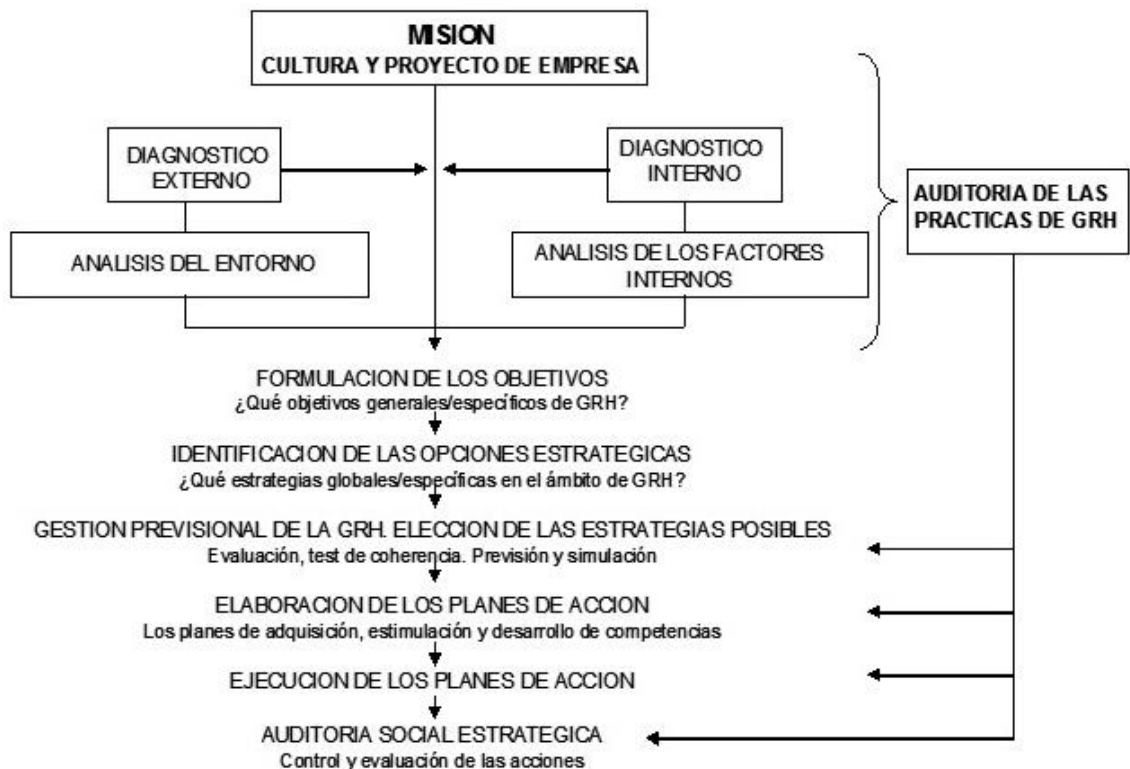 MISION
CULTURA Y PROYECTO DE EMPRESA
DIAGNOSTICO
EXTERNO
DIAGNOSTICO
INTERNO
AUDITORIA DE LAS
PRACTICAS DE GRH
ANALISIS DEL ENTORNO
ANALISIS DE LOS FACTORES
INTERNOS
FORMULACION DE LOS OBJETIVOS
¿Qué objetivos generales/específicos de GRH?
IDENTIFICACION DE LAS OPCIONES ESTRATEGICAS
¿Qué estrategias globales/específicas en el ámbito de GRH?
GESTION PREVISIONAL DE LA GRH. ELECCION DE LAS ESTRATEGIAS POSIBLES
Evaluación, test de coherencia. Previsión y simulación
ELABORACION DE LOS PLANES DE ACCION
Los planes de adquisición, estimulación y desarrollo de competencias
EJECUCION DE LOS PLANES DE ACCION
AUDITORIA SOCIAL ESTRATEGICA
Control y evaluación de las acciones